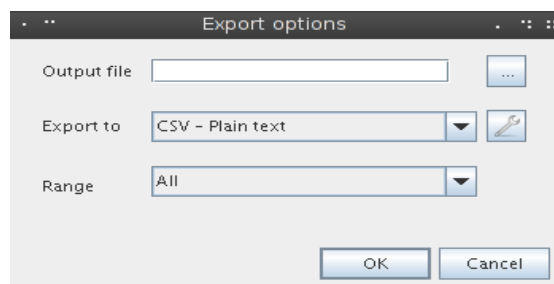 Export options
Output file
...
Export to CSV - Plain text
Range All
OK Cancel